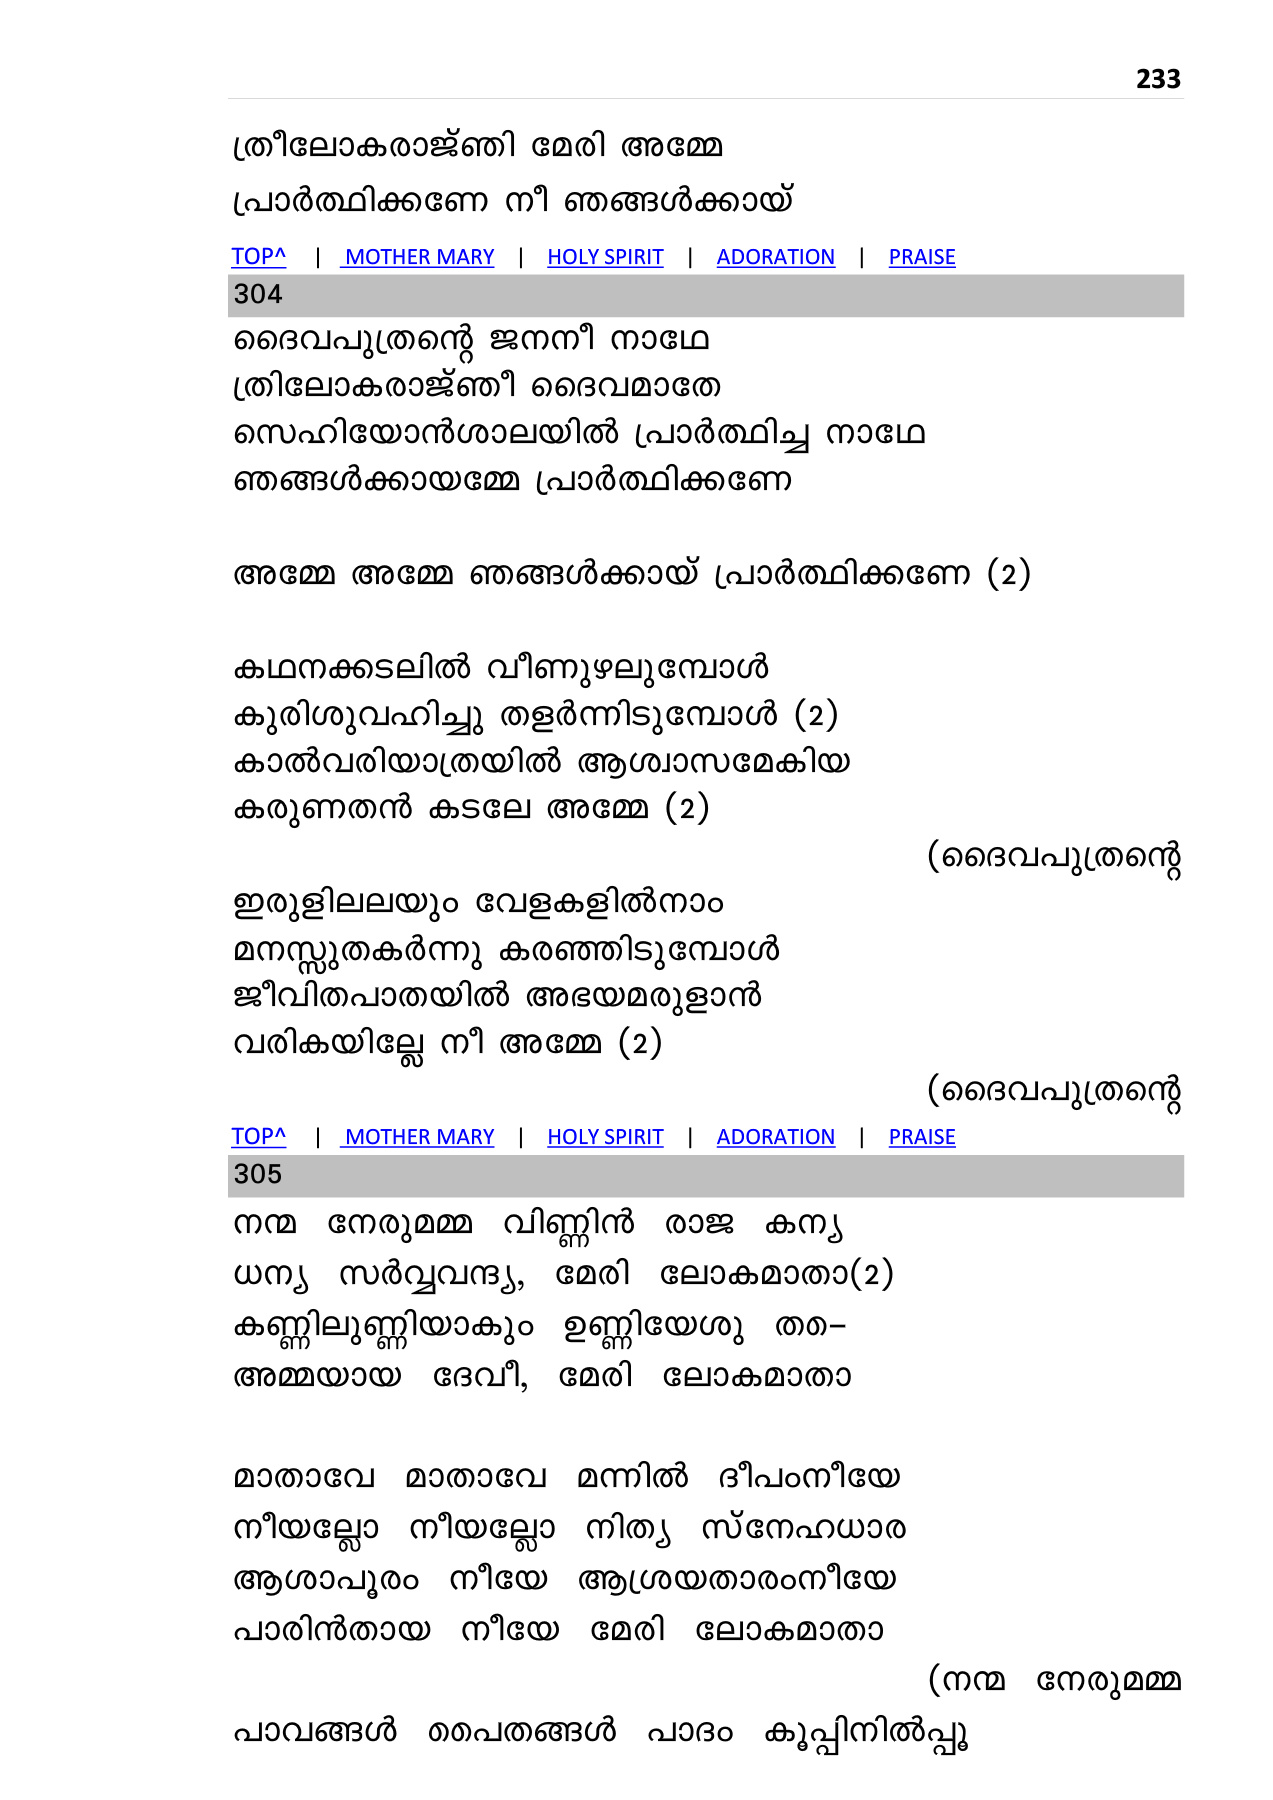 233
ത്രീലോകരാജ്ഞി മേരി അമ്മേ
പ്രാർത്ഥിക്കണേ നീ ഞങ്ങൾക്കായ്
TOP^ | MOTHER MARY | HOLY SPIRIT | ADORATION | PRAISE
304
ദൈവപുത്രന്റെ ജനനീ നാഥേ
ത്രിലോകരാജ്ഞീ ദൈവമാതേ
സെഹിയോൻശാലയിൽ പ്രാർത്ഥിച്ച നാഥേ
ഞങ്ങൾക്കായമ്മേ പ്രാർത്ഥിക്കണേ
അമ്മേ അമ്മേ ഞങ്ങൾക്കായ് പ്രാർത്ഥിക്കണേ (2)
കഥനക്കടലിൽ വീണുഴലുമ്പോൾ
കുരിശുവഹിച്ചു തളർന്നിടുമ്പോൾ (2)
കാൽവരിയാത്രയിൽ ആശ്വാസമേകിയ
കരുണതൻ കടലേ അമ്മേ (2)
(ദൈവപുത്രന്റെ
ഇരുളിലലയും വേളകളിൽനാം
മനസ്സുതകർന്നു കരഞ്ഞിടുമ്പോൾ
ജീവിതപാതയിൽ അഭയമരുളാൻ
വരികയില്ലേ നീ അമ്മേ (2)
(ദൈവപുത്രന്റെ
TOP^ | MOTHER MARY | HOLY SPIRIT | ADORATION | PRAISE
305
നന്മ നേരുമമ്മ വിണ്ണിൻ രാജ കന്യ
ധന്യ സർവ്വവന്ദ്യ, മേരി ലോകമാതാ(2)
കണ്ണിലുണ്ണിയാകും ഉണ്ണിയേശു തൻ-
അമ്മയായ ദേവീ, മേരി ലോകമാതാ
മാതാവേ മാതാവേ മന്നിൽ ദീപംനീയേ
നീയല്ലോ നീയല്ലോ നിത്യ സ്നേഹധാര
ആശാപൂരം നീയേ ആശ്രയതാരംനീയേ
പാരിൻതായ നീയേ മേരി ലോകമാതാ
(നന്മ നേരുമമ്മ
പാവങ്ങൾ പൈതങ്ങൾ പാദം കൂപ്പിനിൽപ്പൂ